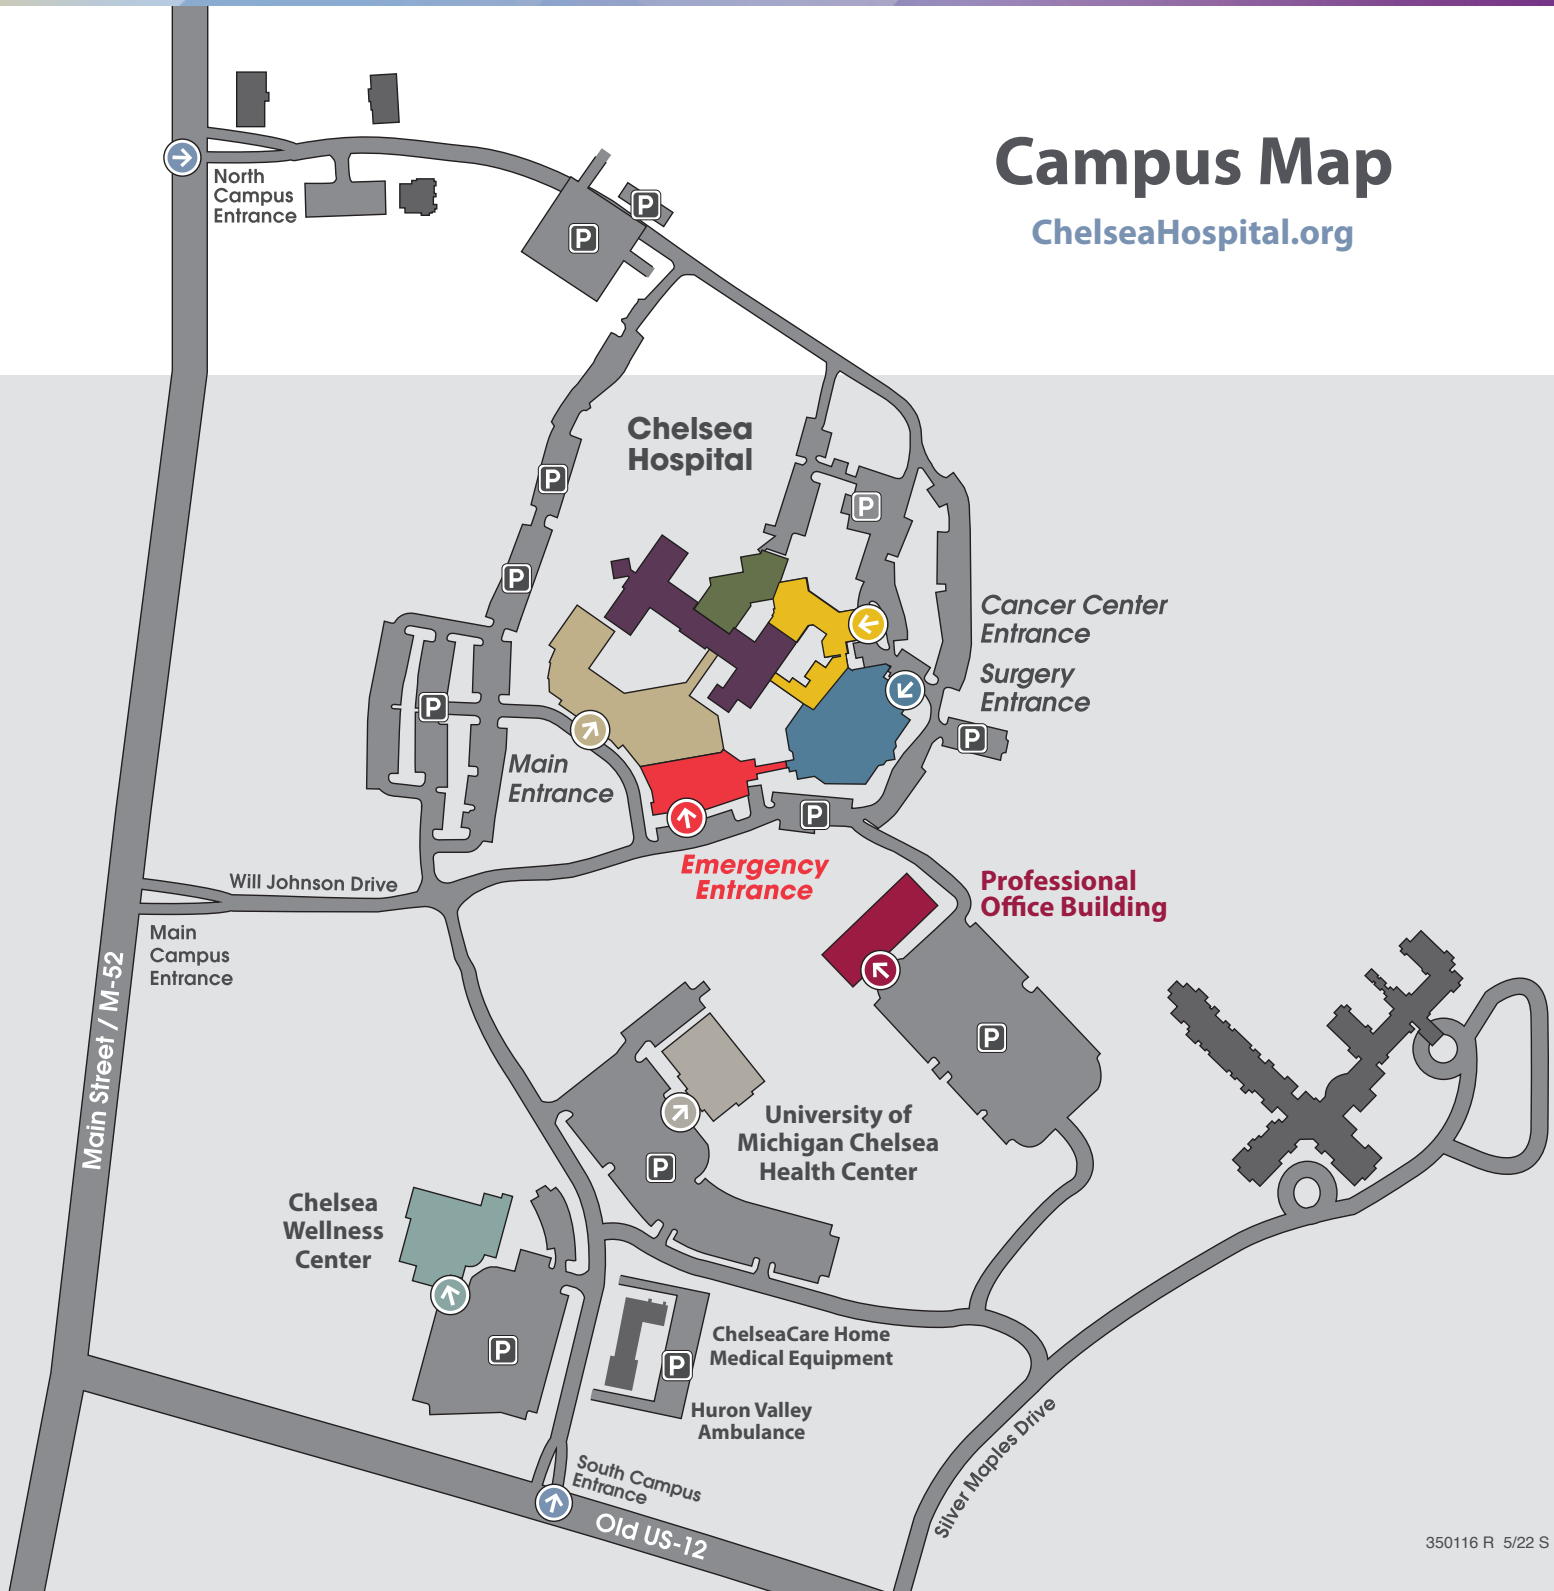 Campus Map
ChelseaHospital.org
North
Campus
Entrance
P
P
Chelsea
Hospital
P
P
P
Cancer Center
Entrance
Surgery
Entrance
P
P
Main
Entrance
P
Emergency
Entrance
Will Johnson Drive
Professional
Office Building
Main
Campus
Entrance
Main Street / M-52
P
University of
Michigan Chelsea
Health Center
P
Chelsea
Wellness
Center
P
ChelseaCare Home
Medical Equipment
P
Huron Valley
Ambulance
South Campus
Entrance
Old US-12
Silver Maples Drive
350116 R 5/22 S